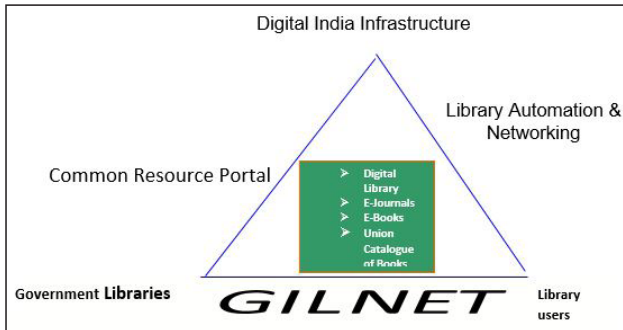 Digital India Infrastructure
Library Automation &
Networking
Common Resource Portal
➢ Digital
Library
➢ E-Journals
➢ E-Books
➢ Union
Catalogue
of Books
Government Libraries
GILNET
Library
users